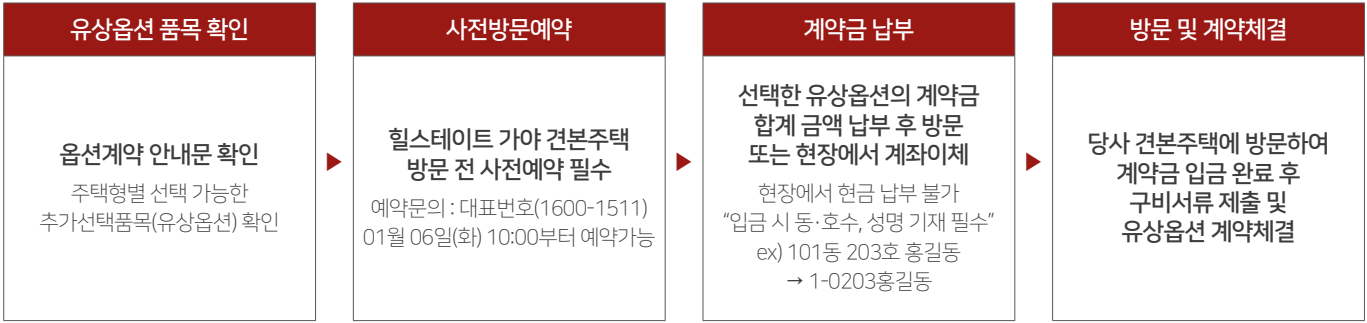 유상옵션 품목 확인
옵션계약 안내문 확인
주택형별 선택 가능한
추가선택품목(유상옵션) 확인
사전방문예약
힐스테이트 가야 견본주택
방문 전 사전예약 필수
예약문의 : 대표번호(1600-1511)
01월 06일(화) 10:00부터 예약가능
계약금 납부
선택한 유상옵션의 계약금
합계 금액 납부 후 방문
또는 현장에서 계좌이체
현장에서 현금 납부 불가
“입금 시 동·호수, 성명 기재 필수”
ex) 101동 203호 홍길동
→ 1-0203홍길동
방문 및 계약체결
당사 견본주택에 방문하여
계약금 입금 완료 후
구비서류 제출 및
유상옵션 계약체결